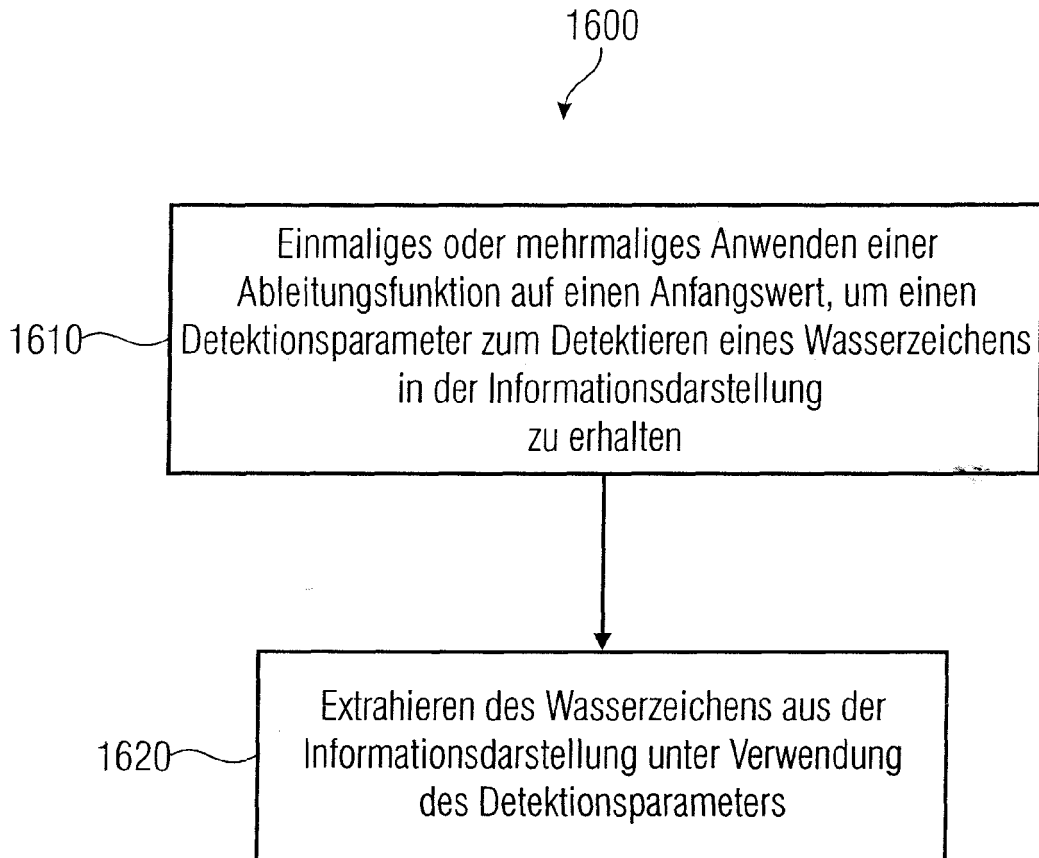 1600
Einmaliges oder mehrmaliges Anwenden einer
Ableitungsfunktion auf einen Anfangswert, um einen
1610
Detektionsparameter zum Detektieren eines Wasserzeichens
in der Informationsdarstellung
zu erhalten
Extrahieren des Wasserzeichens aus der
1620
Informationsdarstellung unter Verwendung
des Detektionsparameters